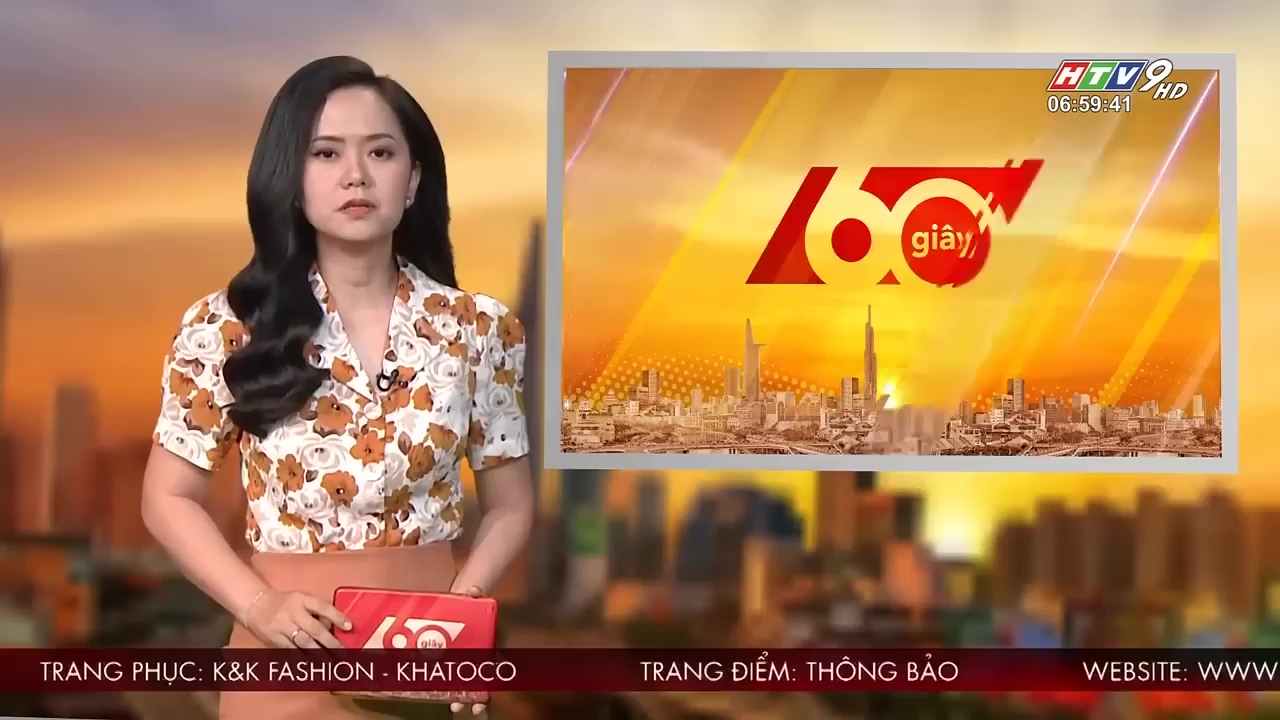 HTV9
HD
06:59:41
60
giây
60
giây
TRANG PHỤC: K&K FASHION - KHATOCO TRANG ĐIỂM: THÔNG BẢO WEBSITE: WWW